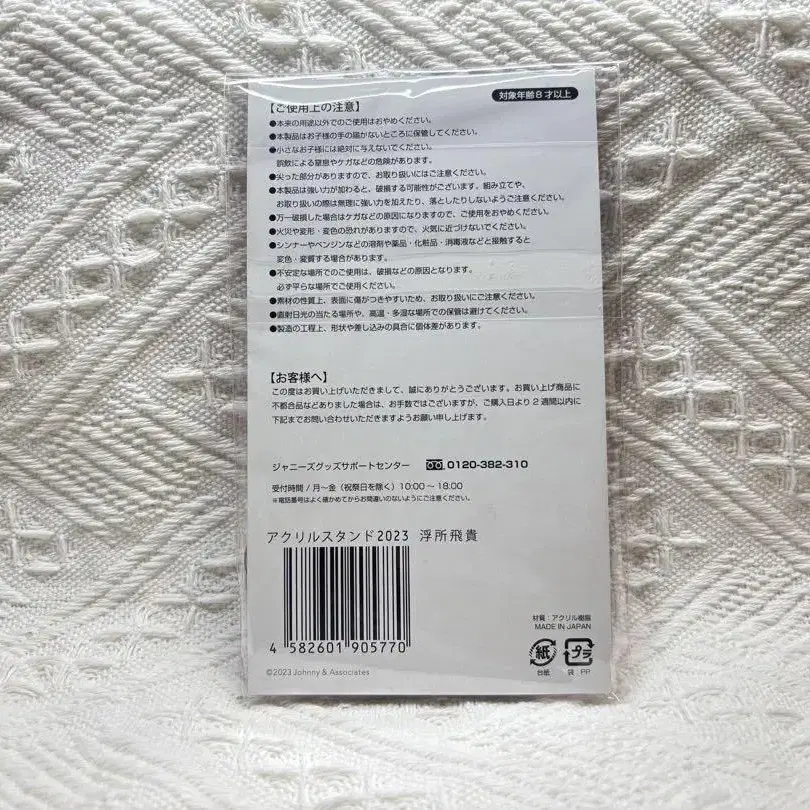 対象年齢8才以上
【ご使用上の注意】
●本来の用途以外でのご使用はおやめください。
●本製品はお子様の手の届かないところに保管してください。
●小さなお子様には絶対に与えないでください。
誤飲による窒息やケガなどの危険があります。
●尖った部分がありますので、お取り扱いにはご注意ください。
●本製品は強い力が加わると、破損する可能性がございます。組み立てや、
お取り扱いの際は無理に強い力を加えたり、落としたりしないようご注意ください。
●万一破損した場合はケガなどの原因になりますので、ご使用をおやめください。
●火災や変形・変色の恐れがありますので、火気に近づけないでください。
●シンナーやベンジンなどの溶剤や薬品・化粧品・消毒液などと接触すると
変色・変質する場合があります。
●不安定な場所でのご使用は、破損などの原因となります。
必ず平らな場所でご使用ください。
●素材の性質上、表面に傷がつきやすいため、お取り扱いにご注意ください。
●直射日光の当たる場所や、高温・多湿な場所での保管は避けてください。
●製造の工程上、形状や差し込みの具合に個体差があります。
【お客様へ】
この度はお買い上げいただきまして、誠にありがとうございます。お買い上げ商品に
不都合品などありました場合は、お手数ではございますが、ご購入日より2週間以内に
下記までお問い合わせいただきますようお願い申し上げます。
ジャニーズグッズサポートセンター 0120-382-310
受付時間/月～金（祝祭日を除く）10:00～18:00
※電話番号はよく確かめてからお間違いのないようにご注意ください。
アクリルスタンド2023 浮所飛貴
4 582601 905770
©2023 Johnny & Associates
材質：アクリル樹脂
MADE IN JAPAN
紙 プラ
台紙 袋 PP